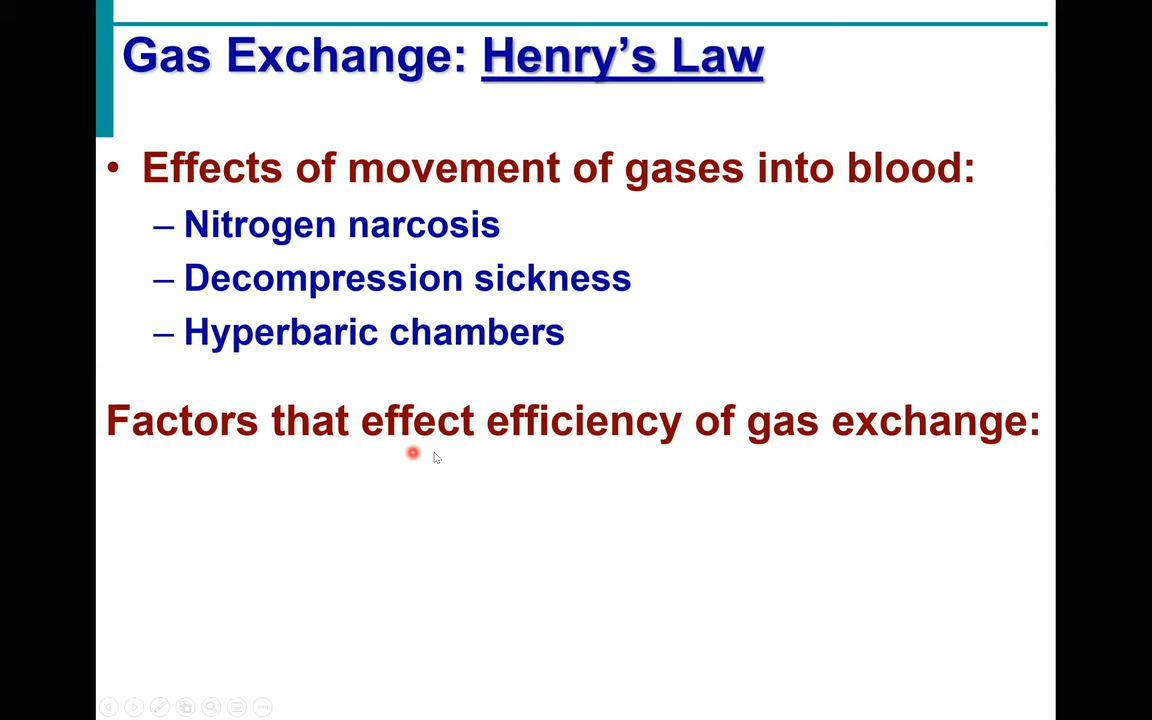 Gas Exchange: Henry's Law
• Effects of movement of gases into blood:
– Nitrogen narcosis
– Decompression sickness
– Hyperbaric chambers
Factors that effect efficiency of gas exchange: